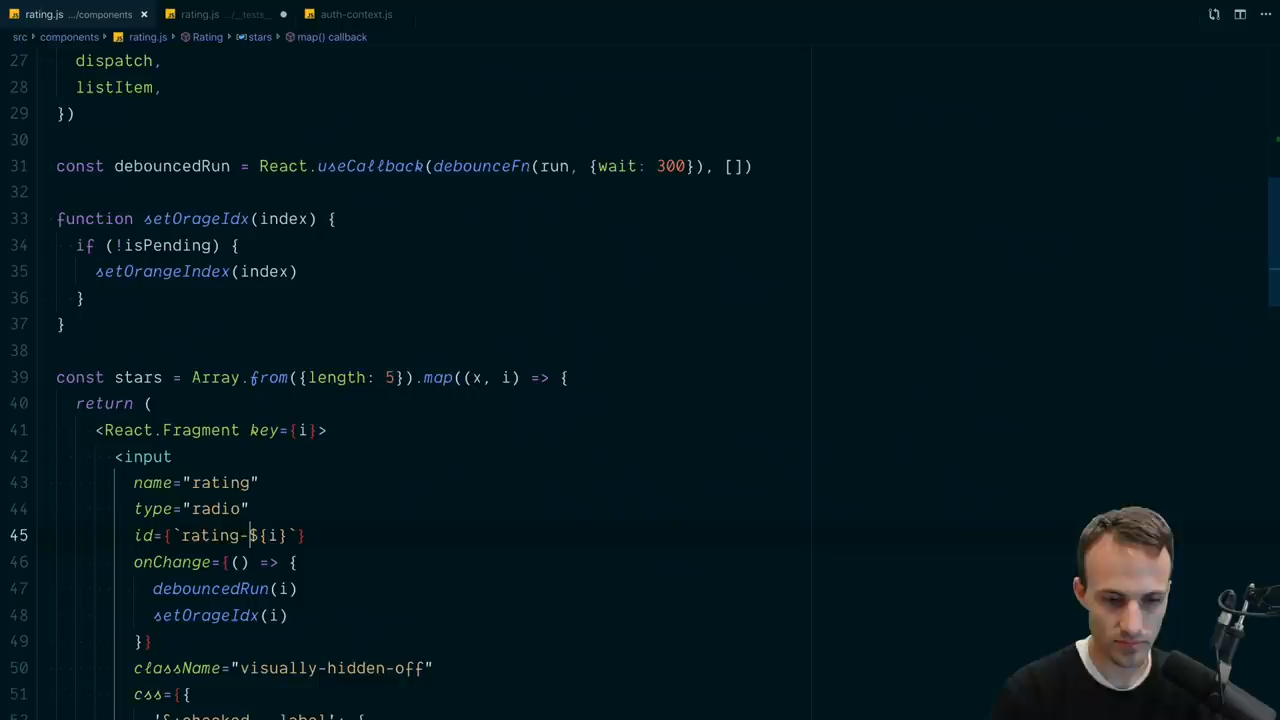 rating.js .../components
rating.js .../__tests__
auth-context.js
src components rating.js Rating stars map() callback
27 dispatch,
28 listItem,
29 })
30
31 const debouncedRun = React.useCallback(debounceFn(run, {wait: 300}), [])
32
33 function setOrageIdx(index) {
34 if (!isPending) {
35 setOrangeIndex(index)
36 }
37 }
38
39 const stars = Array.from({length: 5}).map((x, i) => {
40 return (
41 <React.Fragment key={i}>
42 <input
43 name="rating"
44 type="radio"
45 id={`rating-${i}`}
46 onChange={() => {
47 debouncedRun(i)
48 setOrageIdx(i)
49 }}
50 className="visually-hidden-off"
51 css={{